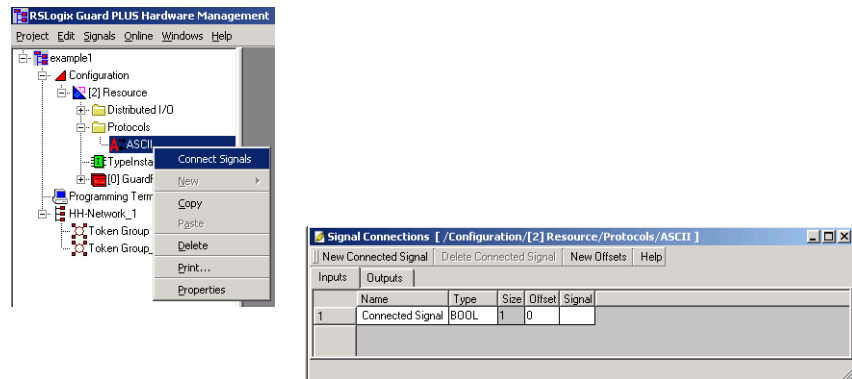 RSLogix Guard PLUS Hardware Management
Project Edit Signals Online Windows Help
example1
Configuration
[2] Resource
Distributed I/O
Protocols
ASCII
TypeInsta
[0] Guard
Programming Term
HH-Network_1
Token Group
Token Group_
Connect Signals
New
Copy
Paste
Delete
Print...
Properties
Signal Connections [ /Configuration/[2] Resource/Protocols/ASCII ]
New Connected Signal Delete Connected Signal New Offsets Help
Inputs Outputs
Name Type Size Offset Signal
1 Connected Signal BOOL 1 0